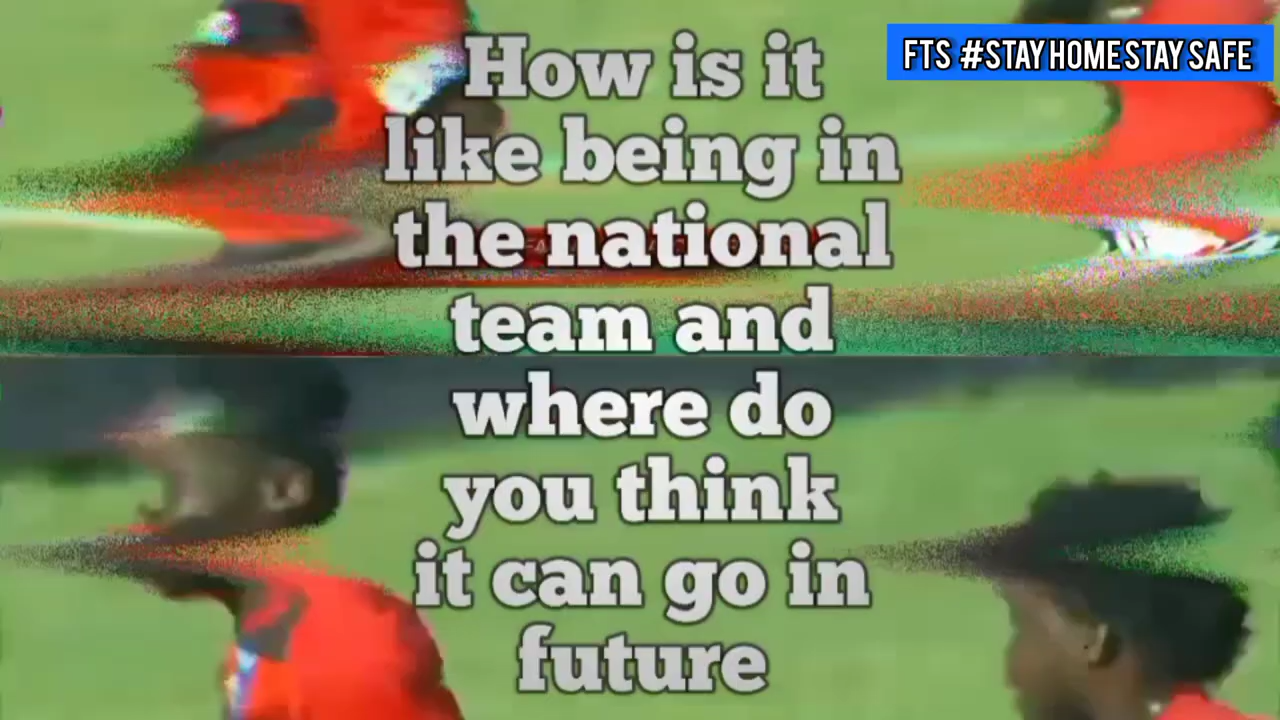 FTS #STAY HOME STAY SAFE
How is it
like being in
the national
team and
where do
you think
it can go in
future